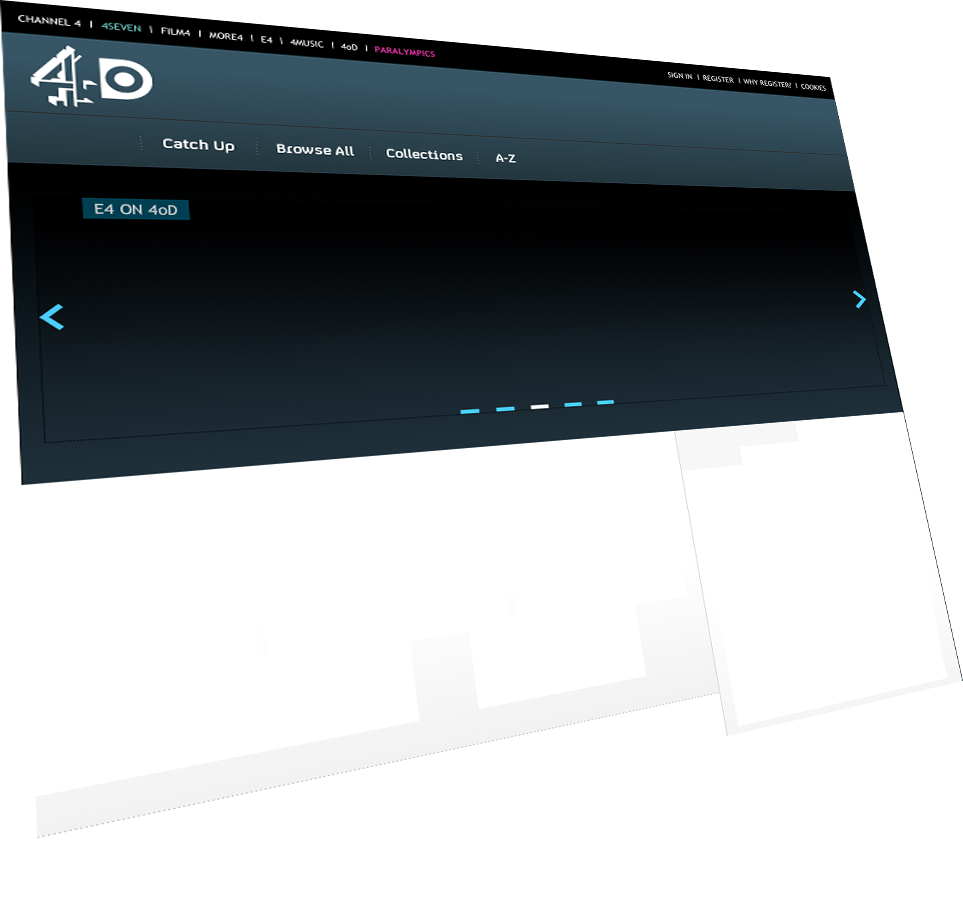 CHANNEL 4 | 4SEVEN | FILM4 | MORE4 | E4 | 4MUSIC | 4oD | PARALYMPICS
SIGN IN | REGISTER | WHY REGISTER? | COOKIES
4oD
Catch Up Browse All Collections A-Z
E4 ON 4oD